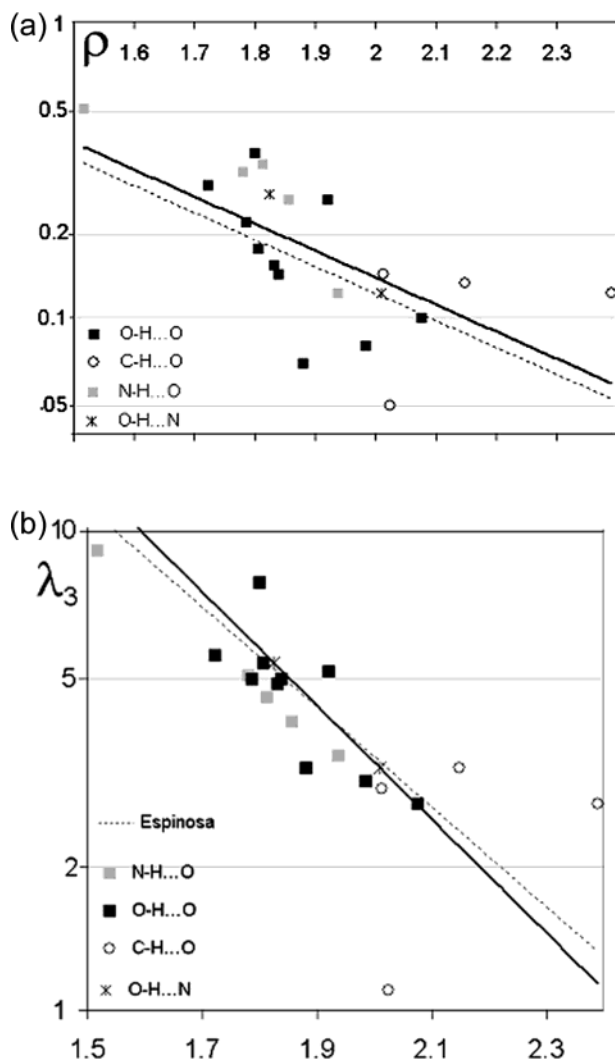 (a)
1
ρ
1.6 1.7 1.8 1.9 2 2.1 2.2 2.3
0.5
0.2
0.1
.05
O-H...O
C-H...O
N-H...O
O-H...N
(b)
10
λ3
5
2
1
Espinosa
N-H...O
O-H...O
C-H...O
O-H...N
1.5 1.7 1.9 2.1 2.3